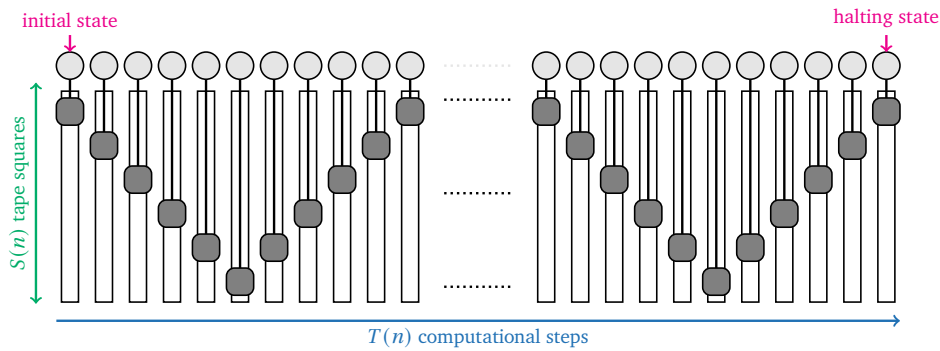 initial state
halting state
S(n) tape squares
T(n) computational steps